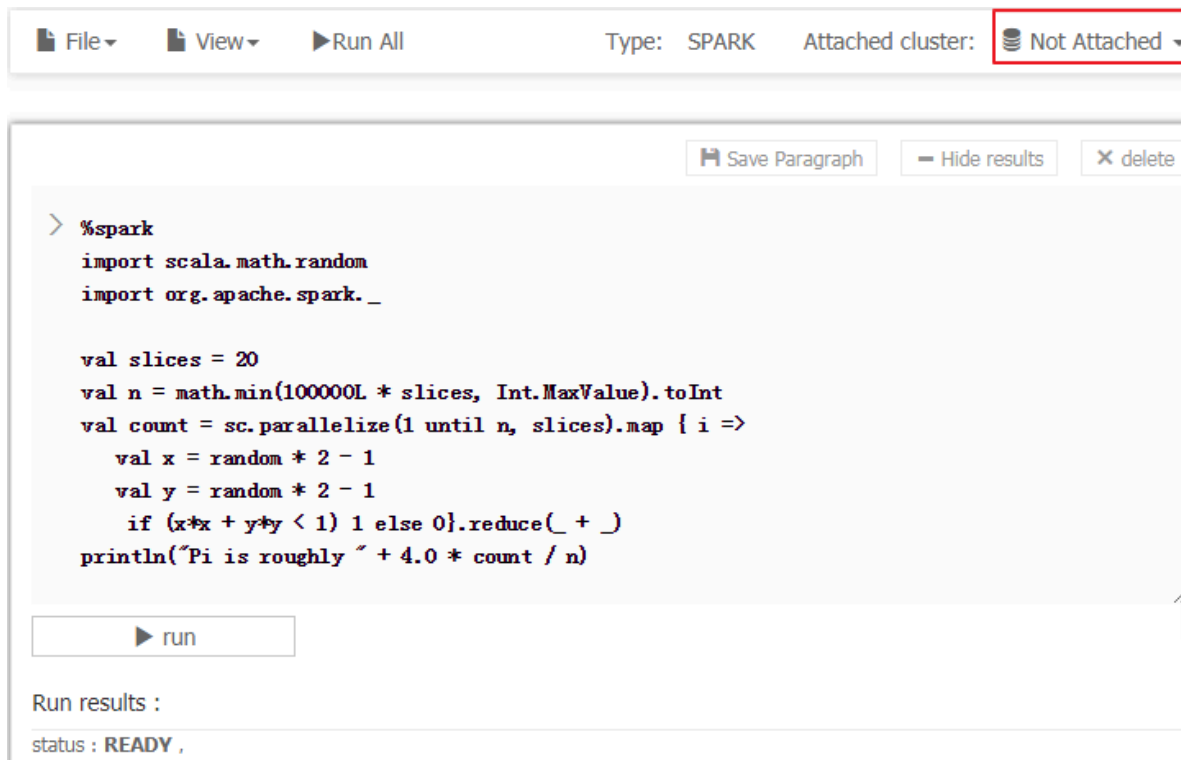 File View Run All Type: SPARK Attached cluster: Not Attached
Save Paragraph Hide results delete
%spark
import scala.math.random
import org.apache.spark._
val slices = 20
val n = math.min(100000L * slices, Int.MaxValue).toInt
val count = sc.parallelize(1 until n, slices).map { i =>
val x = random * 2 - 1
val y = random * 2 - 1
if (x*x + y*y < 1) 1 else 0}.reduce(_ + _)
println("Pi is roughly " + 4.0 * count / n)
run
Run results :
status : READY ,